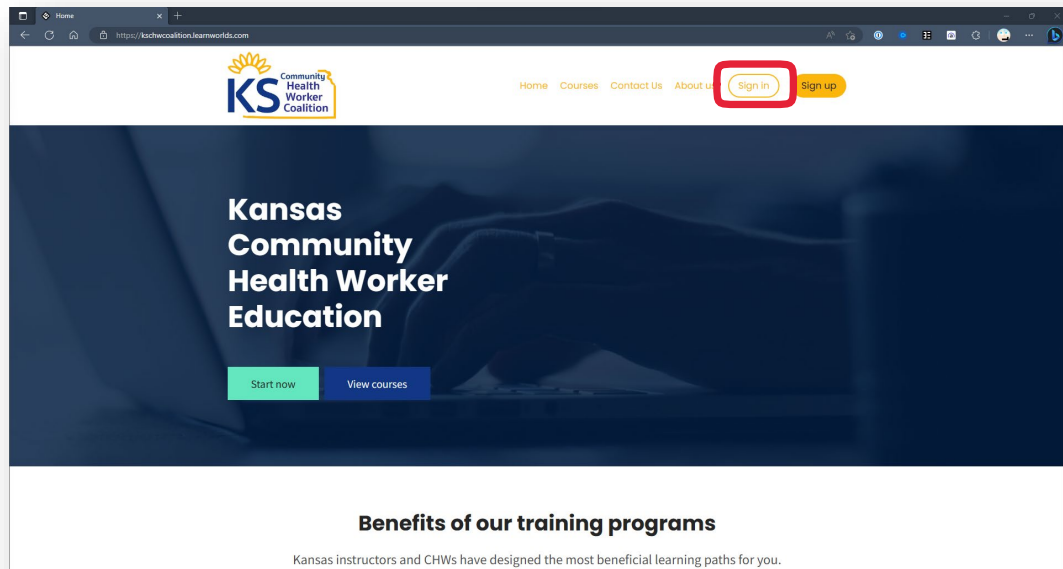 Home
https://kschwcoalition.learnworlds.com
KS Community
Health
Worker
Coalition
Home Courses Contact Us About us Sign In Sign up
Kansas
Community
Health Worker
Education
Start now View courses
Benefits of our training programs
Kansas instructors and CHWs have designed the most beneficial learning paths for you.